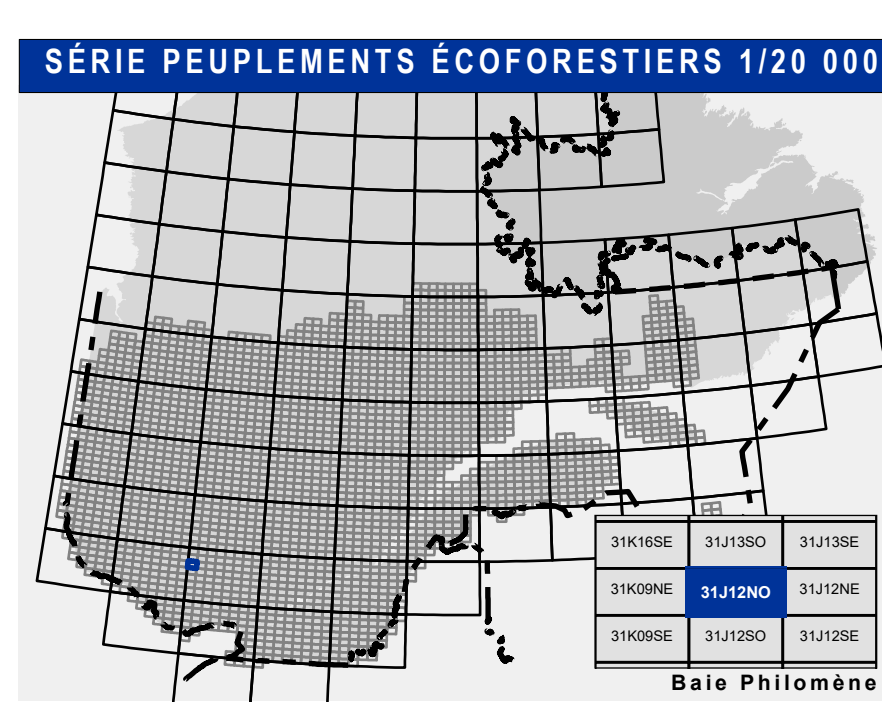 SÉRIE PEUPLEMENTS ÉCOFORESTIERS 1/20 000
31K16SE 31J13SO 31J13SE
31K09NE 31J12NO 31J12NE
31K09SE 31J12SO 31J12SE
Baie Philomène